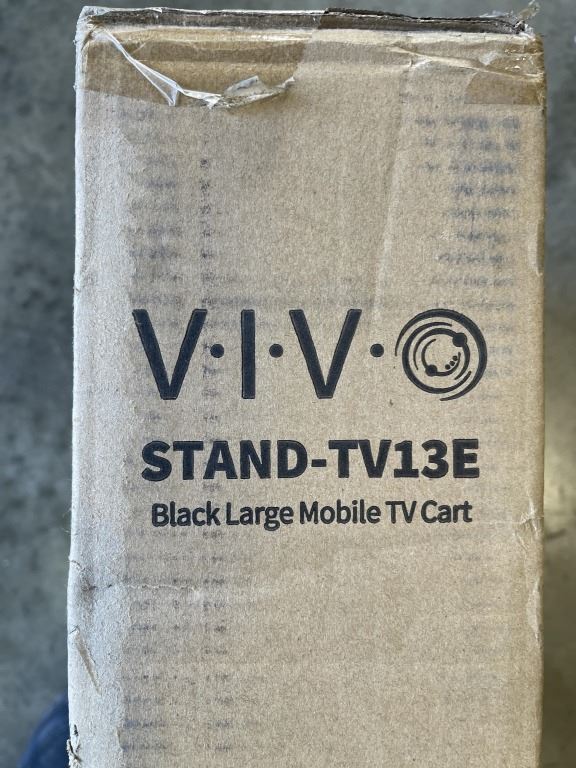 V·I·V·O
STAND-TV13E
Black Large Mobile TV Cart